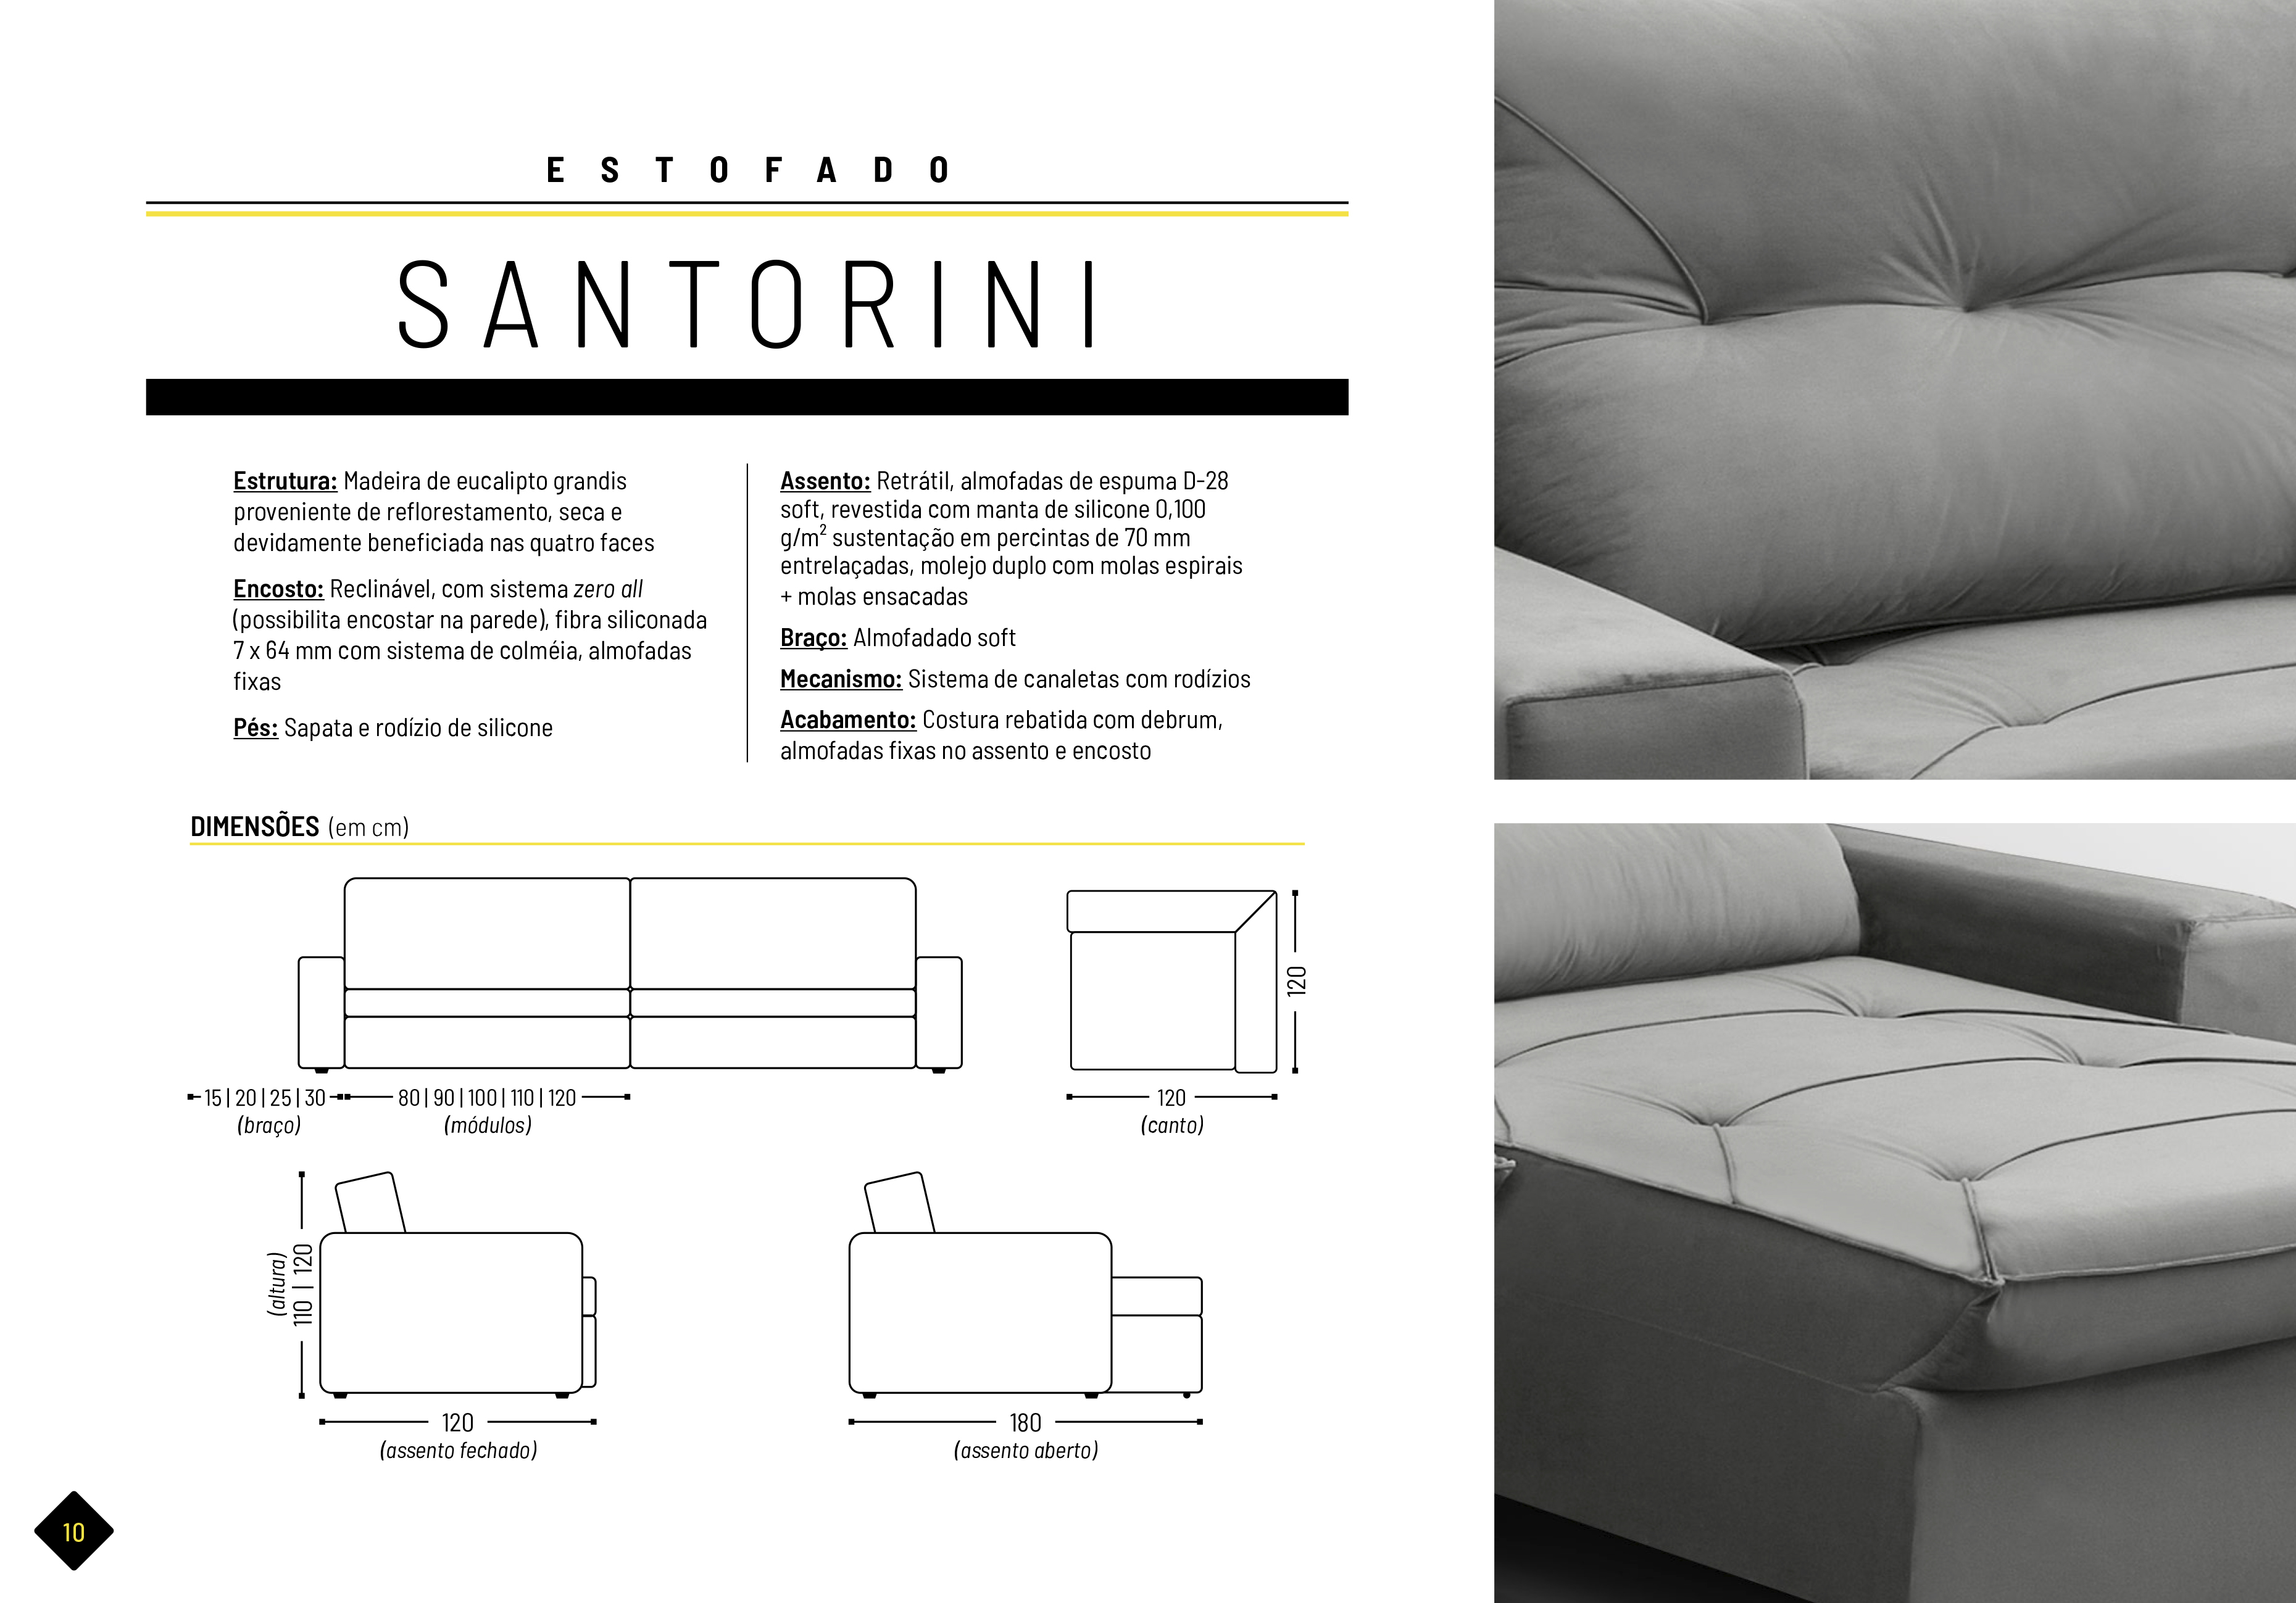 ESTOFADO
SANTORINI
Estrutura: Madeira de eucalipto grandis
proveniente de reflorestamento, seca e
devidamente beneficiada nas quatro faces
Encosto: Reclinável, com sistema zero all
(possibilita encostar na parede), fibra siliconada
7 x 64 mm com sistema de colméia, almofadas
fixas
Pés: Sapata e rodízio de silicone
Assento: Retrátil, almofadas de espuma D-28
soft, revestida com manta de silicone 0,100
g/m² sustentação em percintas de 70 mm
entrelaçadas, molejo duplo com molas espirais
+ molas ensacadas
Braço: Almofadado soft
Mecanismo: Sistema de canaletas com rodízios
Acabamento: Costura rebatida com debrum,
almofadas fixas no assento e encosto
DIMENSÕES (em cm)
15 | 20 | 25 | 30
(braço)
80 | 90 | 100 | 110 | 120
(módulos)
120
120
(canto)
(altura)
110 | 120
120
(assento fechado)
180
(assento aberto)
10